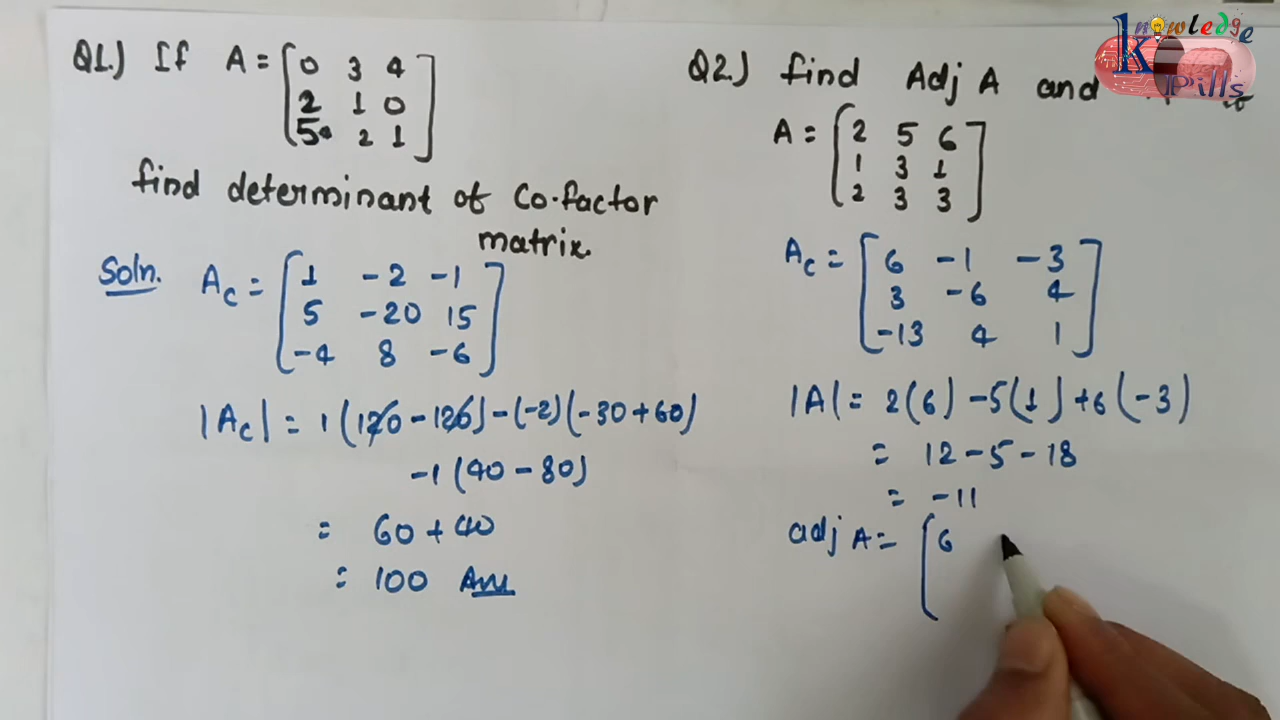 Q1.) If A = [0 3 4
2 1 0
5 2 1]
find determinant of Co-factor
matrix.
Soln. Ac = [1 -2 -1
5 -20 15
-4 8 -6]
|Ac| = 1(120 - 120) - (-2)(-30 + 60)
-1(40 - 80)
= 60 + 40
= 100 Ans
Q2.) find Adj A and
A = [2 5 6
1 3 1
2 3 3]
Ac = [6 -1 -3
3 -6 4
-13 4 1]
|A| = 2(6) - 5(1) + 6(-3)
= 12 - 5 - 18
= -11
adj A = [6
knowledge
Pills